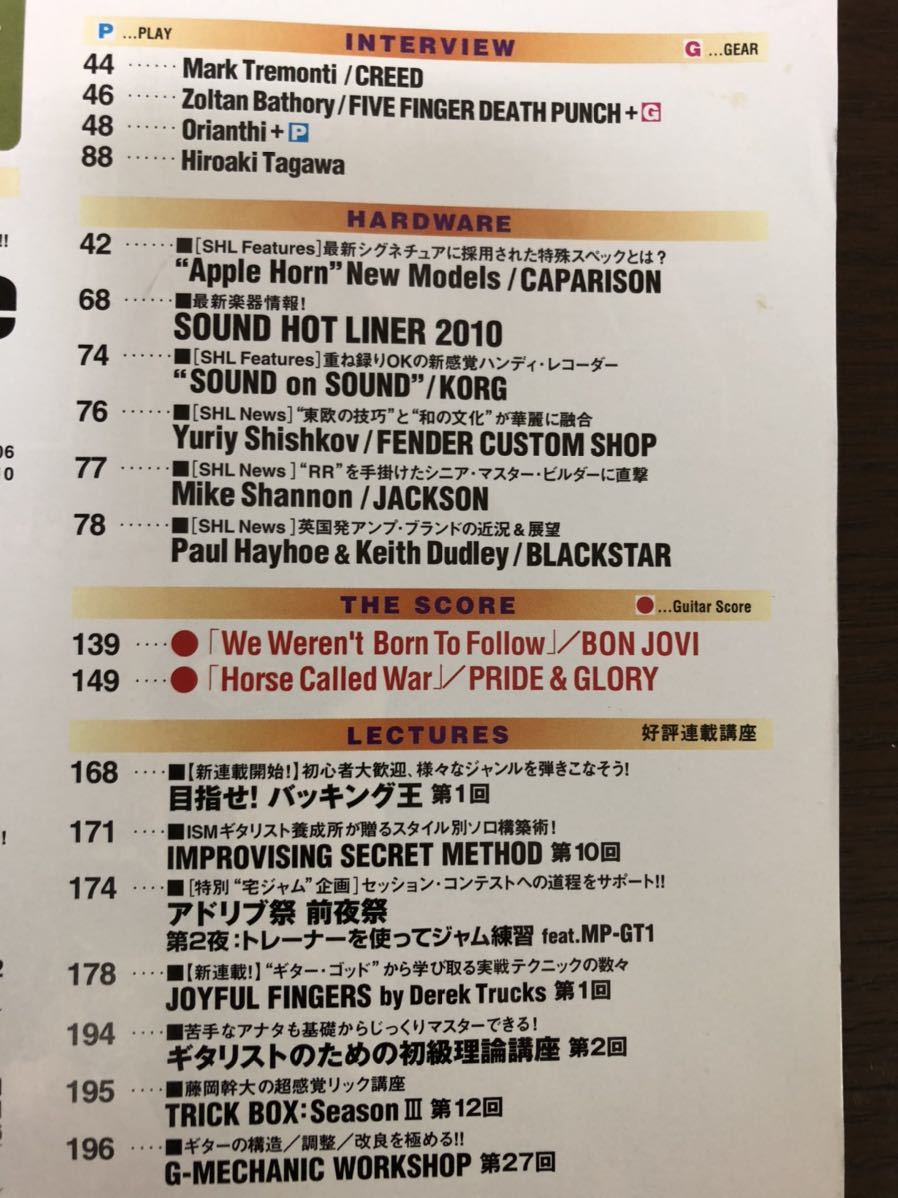 P …PLAY
INTERVIEW
G …GEAR
44 …… Mark Tremonti / CREED
46 …… Zoltan Bathory / FIVE FINGER DEATH PUNCH + G
48 …… Orianthi + P
88 …… Hiroaki Tagawa
HARDWARE
42 …… ■[SHL Features]最新シグネチュアに採用された特殊スペックとは?
“Apple Horn” New Models / CAPARISON
68 …… ■最新楽器情報!
SOUND HOT LINER 2010
74 …… ■[SHL Features]重ね録りOKの新感覚ハンディ・レコーダー
“SOUND on SOUND” / KORG
76 …… ■[SHL News]“東欧の技巧”と“和の文化”が華麗に融合
Yuriy Shishkov / FENDER CUSTOM SHOP
77 …… ■[SHL News]“RR”を手掛けたシニア・マスター・ビルダーに直撃
Mike Shannon / JACKSON
78 …… ■[SHL News]英国発アンプ・ブランドの近況&展望
Paul Hayhoe & Keith Dudley / BLACKSTAR
THE SCORE
● …Guitar Score
139 …● 「We Weren't Born To Follow」／BON JOVI
149 …● 「Horse Called War」／PRIDE & GLORY
LECTURES
好評連載講座
168 …■【新連載開始!】初心者大歓迎、様々なジャンルを弾きこなそう!
目指せ! バッキング王 第1回
171 …■ISMギタリスト養成所が贈るスタイル別ソロ構築術!
IMPROVISING SECRET METHOD 第10回
174 …■[特別“宅ジャム”企画]セッション・コンテストへの道程をサポート!!
アドリブ祭 前夜祭
第2夜:トレーナーを使ってジャム練習 feat.MP-GT1
178 …■【新連載!】“ギター・ゴッド”から学び取る実戦テクニックの数々
JOYFUL FINGERS by Derek Trucks 第1回
194 …■苦手なアナタも基礎からじっくりマスターできる!
ギタリストのための初級理論講座 第2回
195 …■藤岡幹大の超感覚リック講座
TRICK BOX:Season Ⅲ 第12回
196 …■ギターの構造／調整／改良を極める!!
G-MECHANIC WORKSHOP 第27回